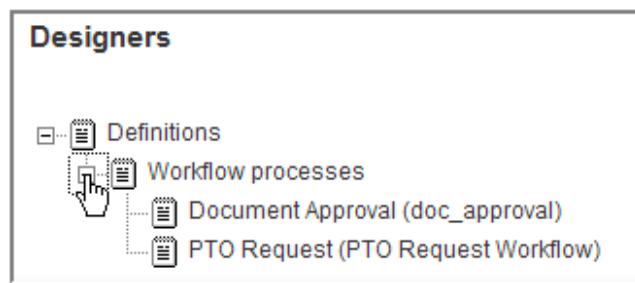 Designers
Definitions
Workflow processes
Document Approval (doc_approval)
PTO Request (PTO Request Workflow)